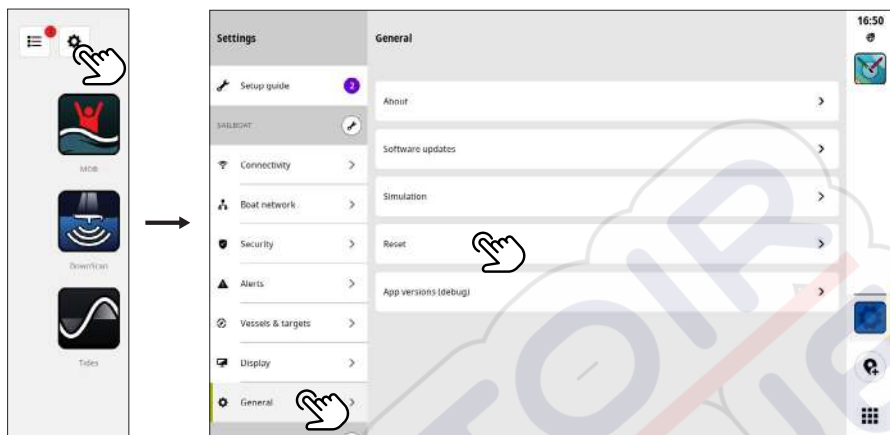 MOB
DownScan
Tides
Settings
General
16:50
Setup guide
2
About
SAILBOAT
Software updates
Connectivity
Simulation
Boat network
Security
Reset
Alerts
App versions (debug)
Vessels & targets
Display
General